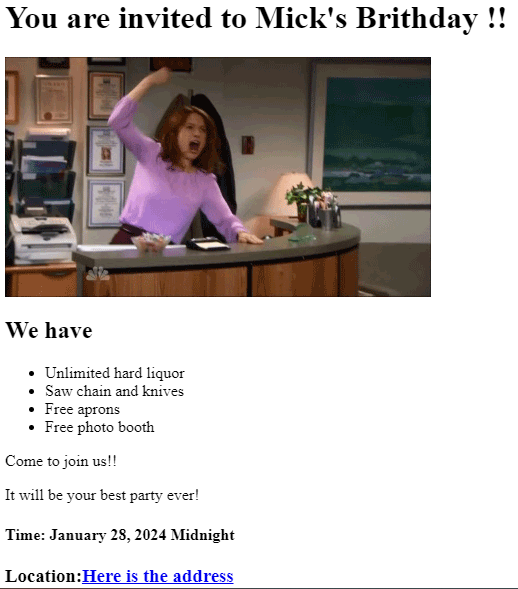 You are invited to Mick's Brithday !!
We have
Unlimited hard liquor
Saw chain and knives
Free aprons
Free photo booth
Come to join us!!
It will be your best party ever!
Time: January 28, 2024 Midnight
Location:Here is the address